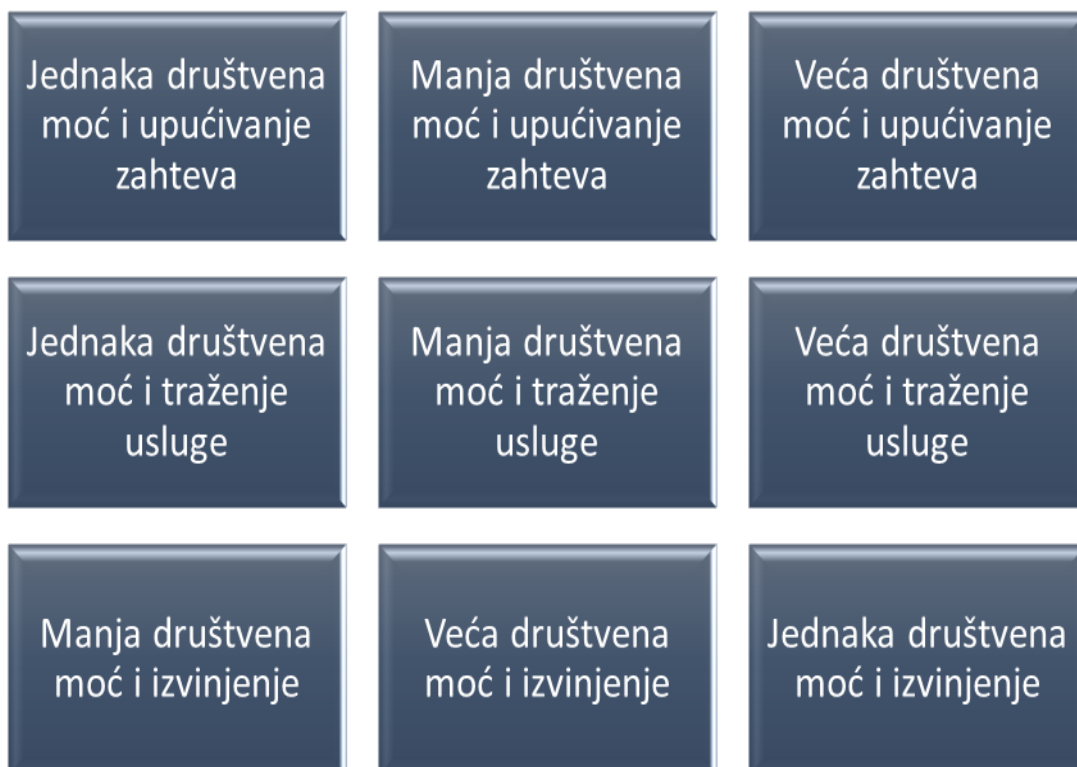 Jednaka društvena
moć i upućivanje
zahteva
Manja društvena
moć i upućivanje
zahteva
Veća društvena
moć i upućivanje
zahteva
Jednaka društvena
moć i traženje
usluge
Manja društvena
moć i traženje
usluge
Veća društvena
moć i traženje
usluge
Manja društvena
moć i izvinjenje
Veća društvena
moć i izvinjenje
Jednaka društvena
moć i izvinjenje